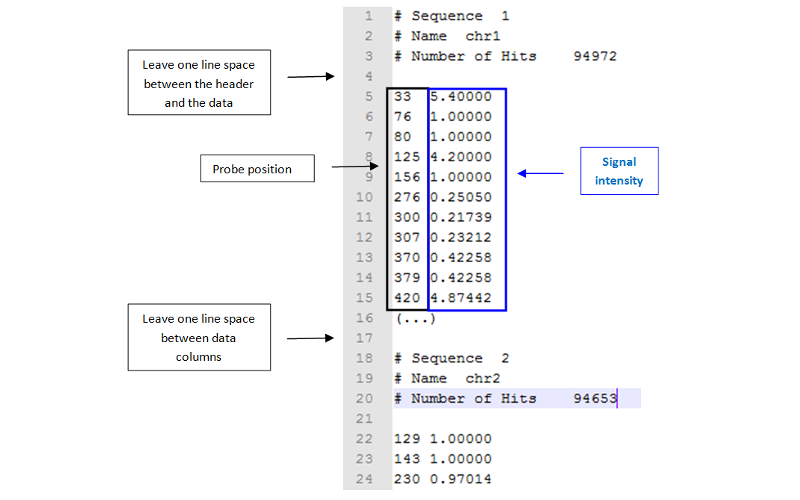 1 # Sequence 1
2 # Name chr1
3 # Number of Hits 94972
4
5 33 5.40000
6 76 1.00000
7 80 1.00000
8 125 4.20000
9 156 1.00000
10 276 0.25050
11 300 0.21739
12 307 0.23212
13 370 0.42258
14 379 0.42258
15 420 4.87442
16 (...)
17
18 # Sequence 2
19 # Name chr2
20 # Number of Hits 94653
21
22 129 1.00000
23 143 1.00000
24 230 0.97014
Leave one line space
between the header
and the data
Probe position
Signal
intensity
Leave one line space
between data
columns